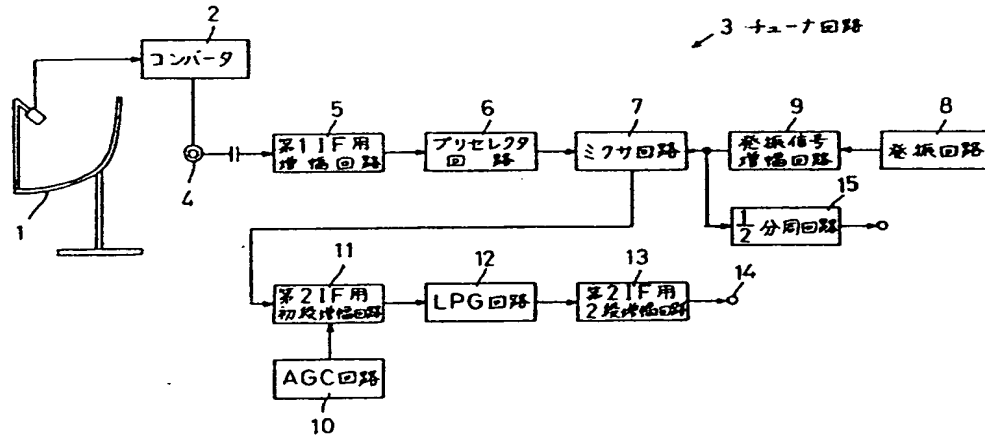 2
コンバータ
3 チューナ回路
1
4
5
第1IF用
増幅回路
6
プリセレクタ
回路
7
ミクサ回路
9
発振信号
増幅回路
8
発振回路
15
1/2 分周回路
11
第2IF用
初段増幅回路
12
LPG回路
13
第2IF用
2段増幅回路
14
AGC回路
10